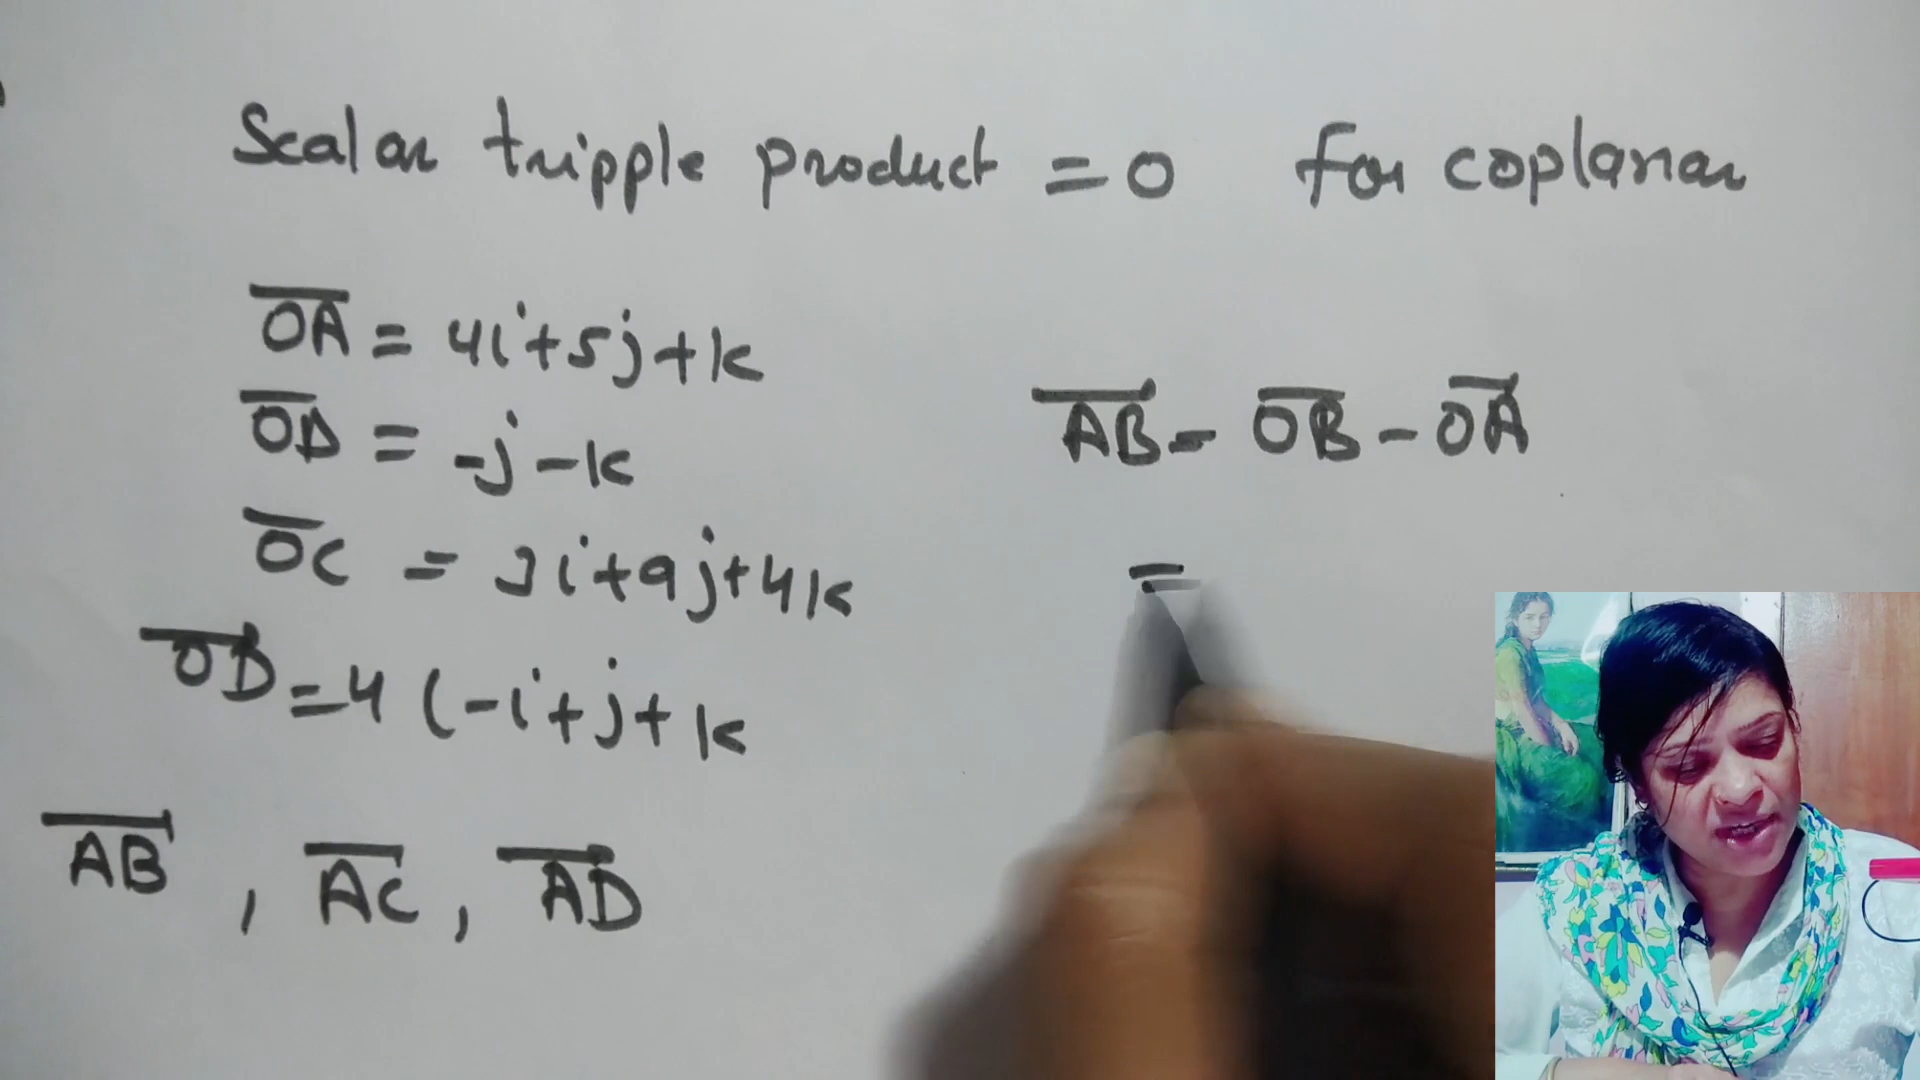 Scalar tripple product = 0 for coplanar
OA = 4i+5j+k
OB = -j-k
OC = 3i+9j+4k
OD = 4(-i+j+k
AB, AC, AD
AB = OB - OA
=